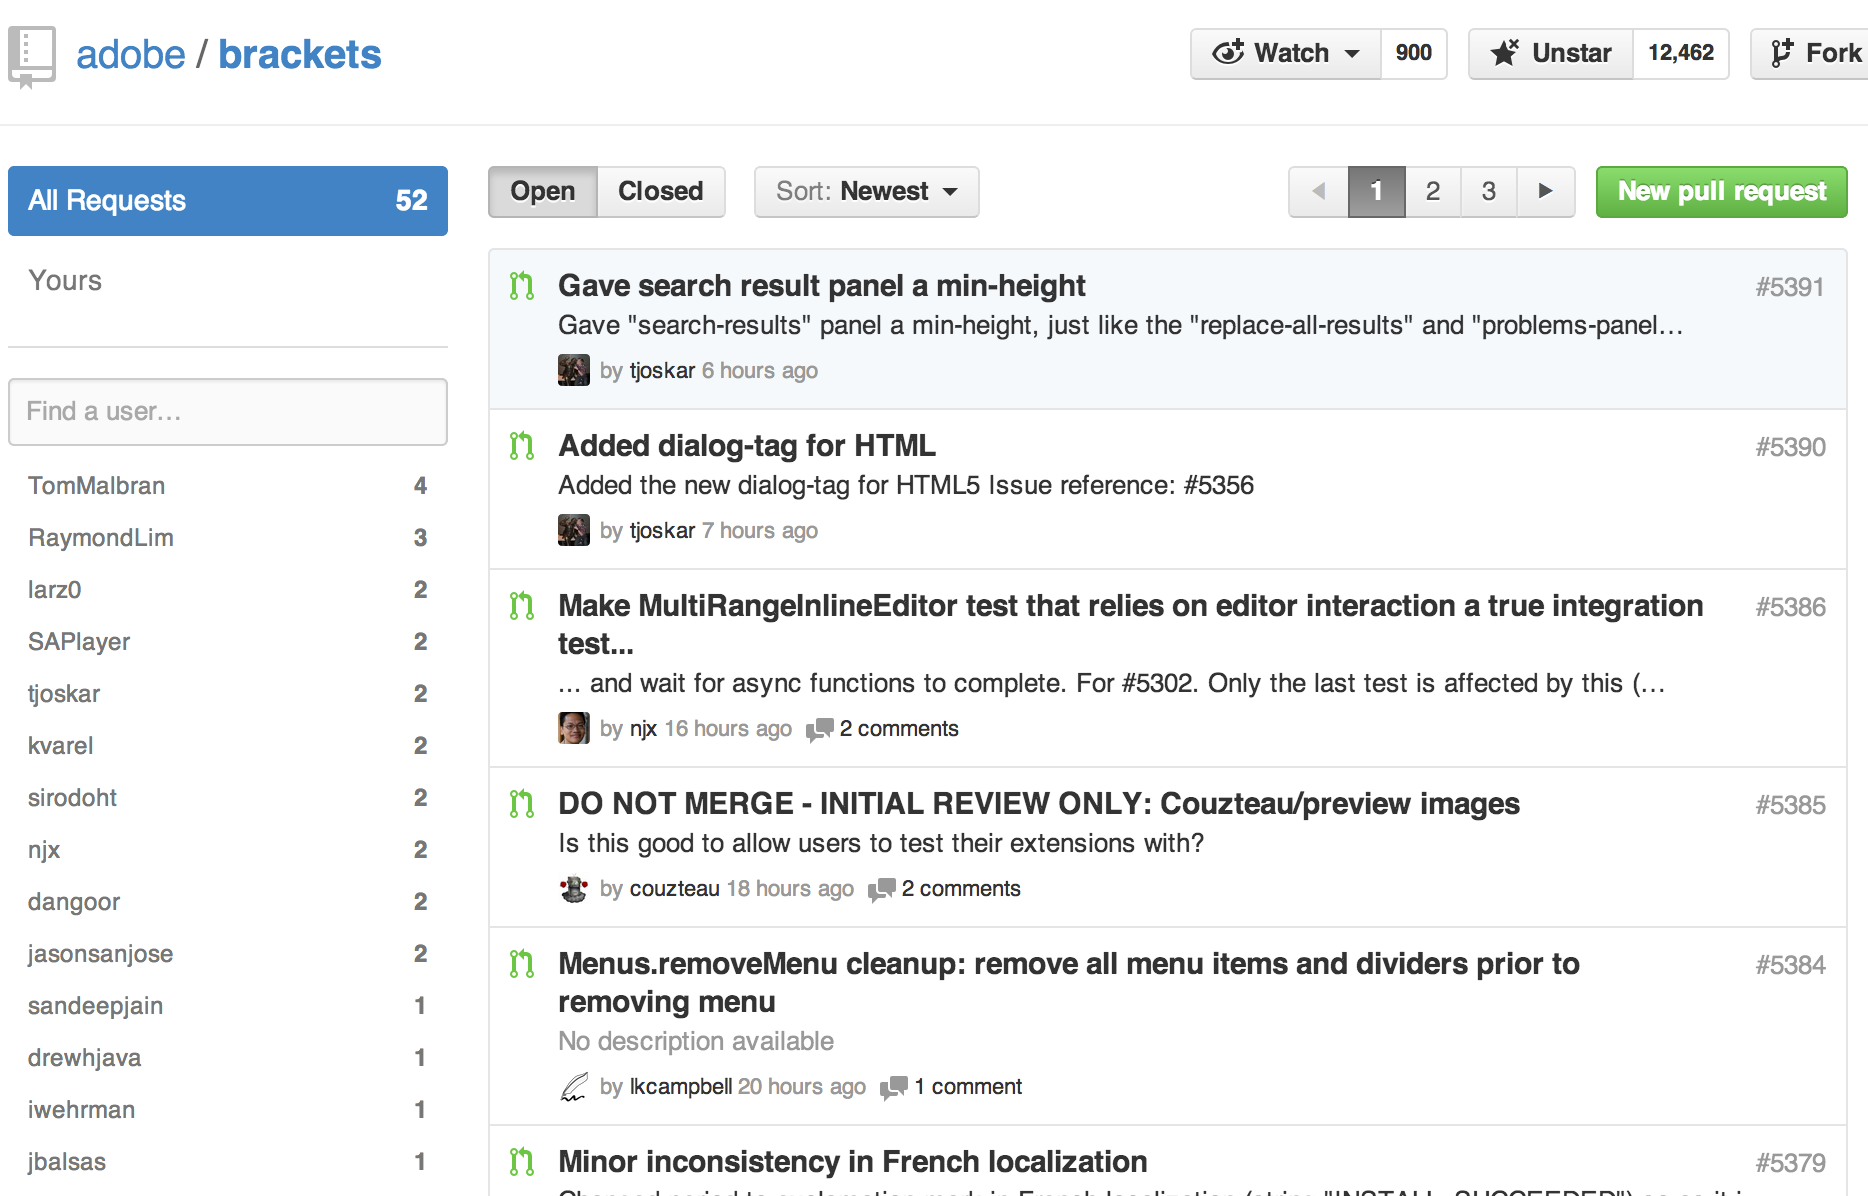 adobe / brackets
Watch 900
Unstar 12,462
Fork
All Requests 52
Yours
Find a user…
TomMalbran 4
RaymondLim 3
larz0 2
SAPlayer 2
tjoskar 2
kvarel 2
sirodoht 2
njx 2
dangoor 2
jasonsanjose 2
sandeepjain 1
drewhjava 1
iwehrman 1
jbalsas 1
Open Closed Sort: Newest 1 2 3 New pull request
Gave search result panel a min-height #5391
Gave "search-results" panel a min-height, just like the "replace-all-results" and "problems-panel…
by tjoskar 6 hours ago
Added dialog-tag for HTML #5390
Added the new dialog-tag for HTML5 Issue reference: #5356
by tjoskar 7 hours ago
Make MultiRangeInlineEditor test that relies on editor interaction a true integration #5386
test...
… and wait for async functions to complete. For #5302. Only the last test is affected by this (…
by njx 16 hours ago 2 comments
DO NOT MERGE - INITIAL REVIEW ONLY: Couzteau/preview images #5385
Is this good to allow users to test their extensions with?
by couzteau 18 hours ago 2 comments
Menus.removeMenu cleanup: remove all menu items and dividers prior to #5384
removing menu
No description available
by lkcampbell 20 hours ago 1 comment
Minor inconsistency in French localization #5379